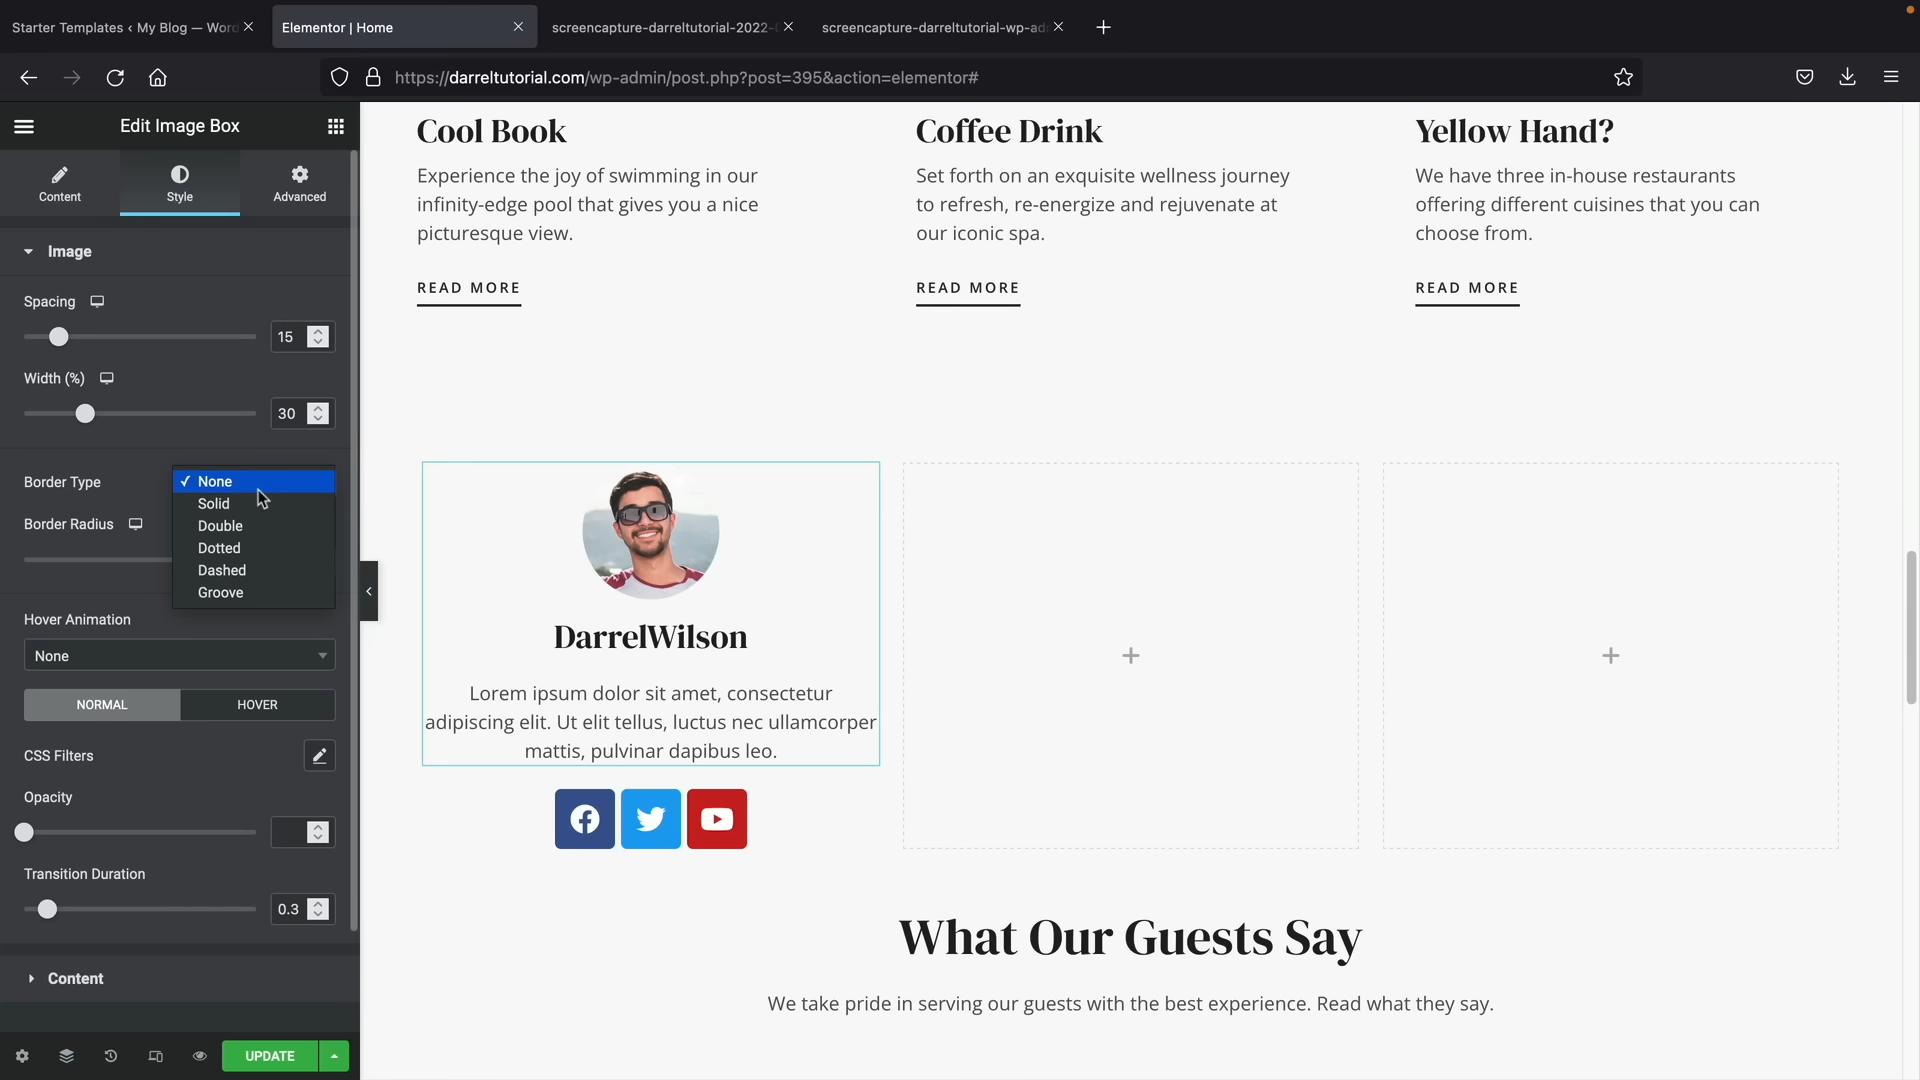 Starter Templates ‹ My Blog — Word
Elementor | Home
screencapture-darreltutorial-2022-
screencapture-darreltutorial-wp-ad
https://darreltutorial.com/wp-admin/post.php?post=395&action=elementor#
Edit Image Box
Content
Style
Advanced
Image
Spacing
15
Width (%)
30
Border Type
None
Solid
Double
Dotted
Dashed
Groove
Border Radius
Hover Animation
None
NORMAL
HOVER
CSS Filters
Opacity
Transition Duration
0.3
Content
UPDATE
Cool Book
Experience the joy of swimming in our
infinity-edge pool that gives you a nice
picturesque view.
READ MORE
Coffee Drink
Set forth on an exquisite wellness journey
to refresh, re-energize and rejuvenate at
our iconic spa.
READ MORE
Yellow Hand?
We have three in-house restaurants
offering different cuisines that you can
choose from.
READ MORE
DarrelWilson
Lorem ipsum dolor sit amet, consectetur
adipiscing elit. Ut elit tellus, luctus nec ullamcorper
mattis, pulvinar dapibus leo.
What Our Guests Say
We take pride in serving our guests with the best experience. Read what they say.